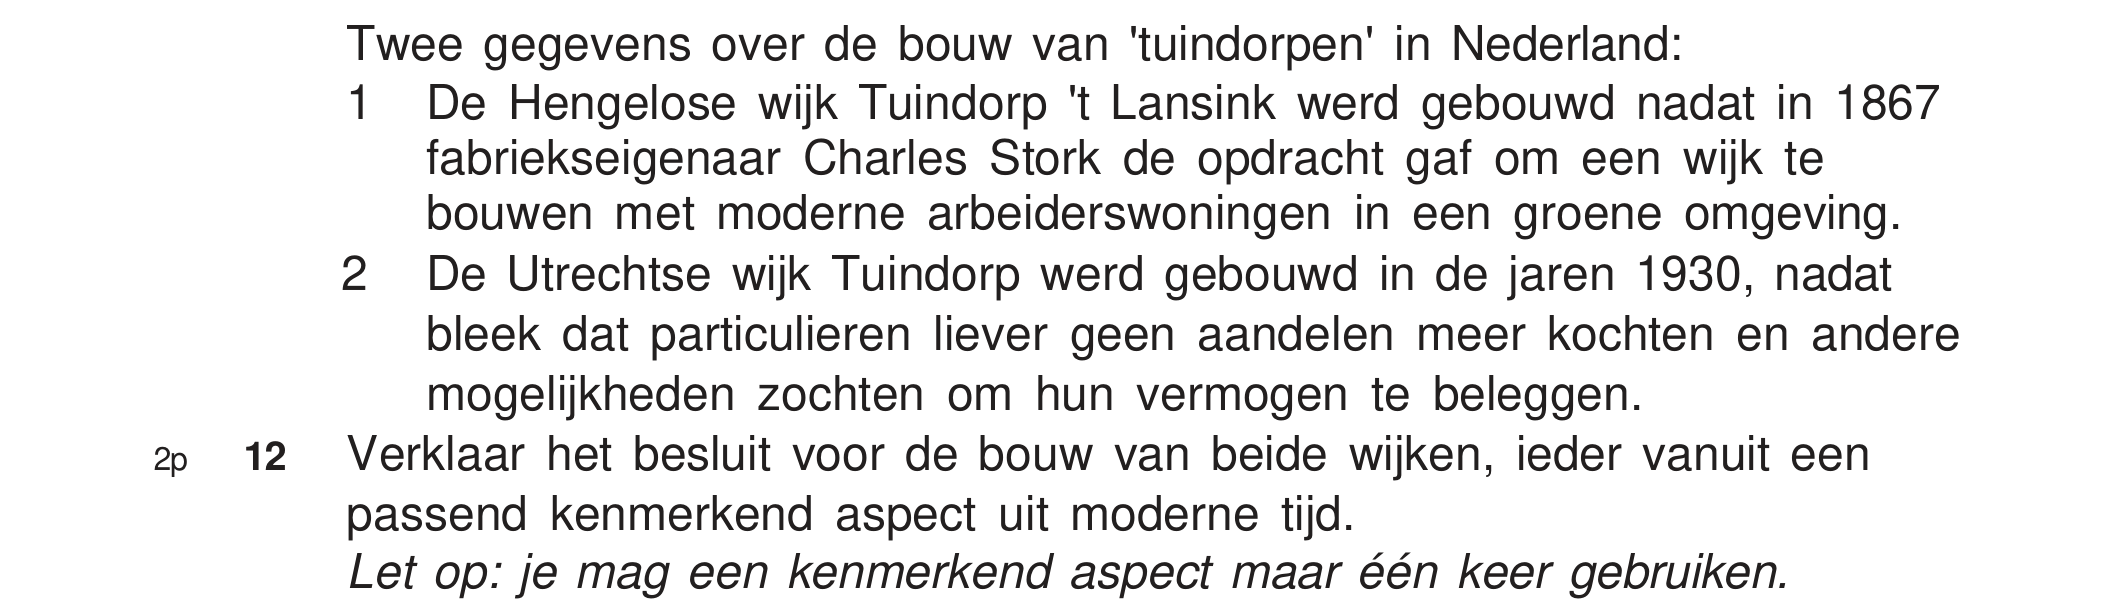 Twee gegevens over de bouw van 'tuindorpen' in Nederland:
1 De Hengelose wijk Tuindorp 't Lansink werd gebouwd nadat in 1867
fabriekseigenaar Charles Stork de opdracht gaf om een wijk te
bouwen met moderne arbeiderswoningen in een groene omgeving.
2 De Utrechtse wijk Tuindorp werd gebouwd in de jaren 1930, nadat
bleek dat particulieren liever geen aandelen meer kochten en andere
mogelijkheden zochten om hun vermogen te beleggen.
2p 12 Verklaar het besluit voor de bouw van beide wijken, ieder vanuit een
passend kenmerkend aspect uit moderne tijd.
Let op: je mag een kenmerkend aspect maar één keer gebruiken.